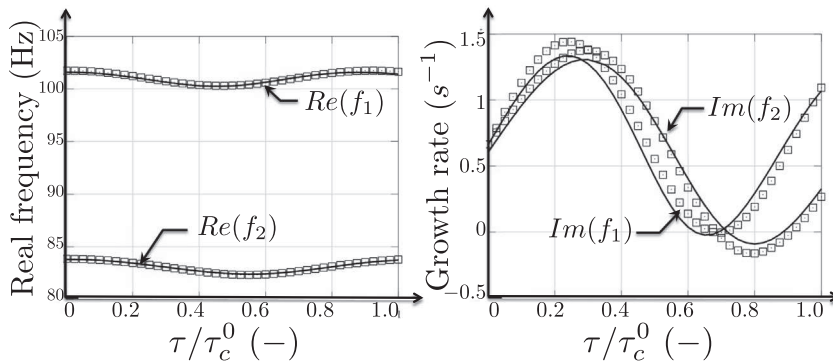 Real frequency (Hz)
105
100
95
90
85
80
0.2
0.4
0.6
0.8
1.0
Re(f₁)
Re(f₂)
τ/τ_c^0 (−)
Growth rate (s⁻¹)
1.5
1
0.5
0
−0.5
0.2
0.4
0.6
0.8
1.0
Im(f₂)
Im(f₁)
τ/τ_c^0 (−)